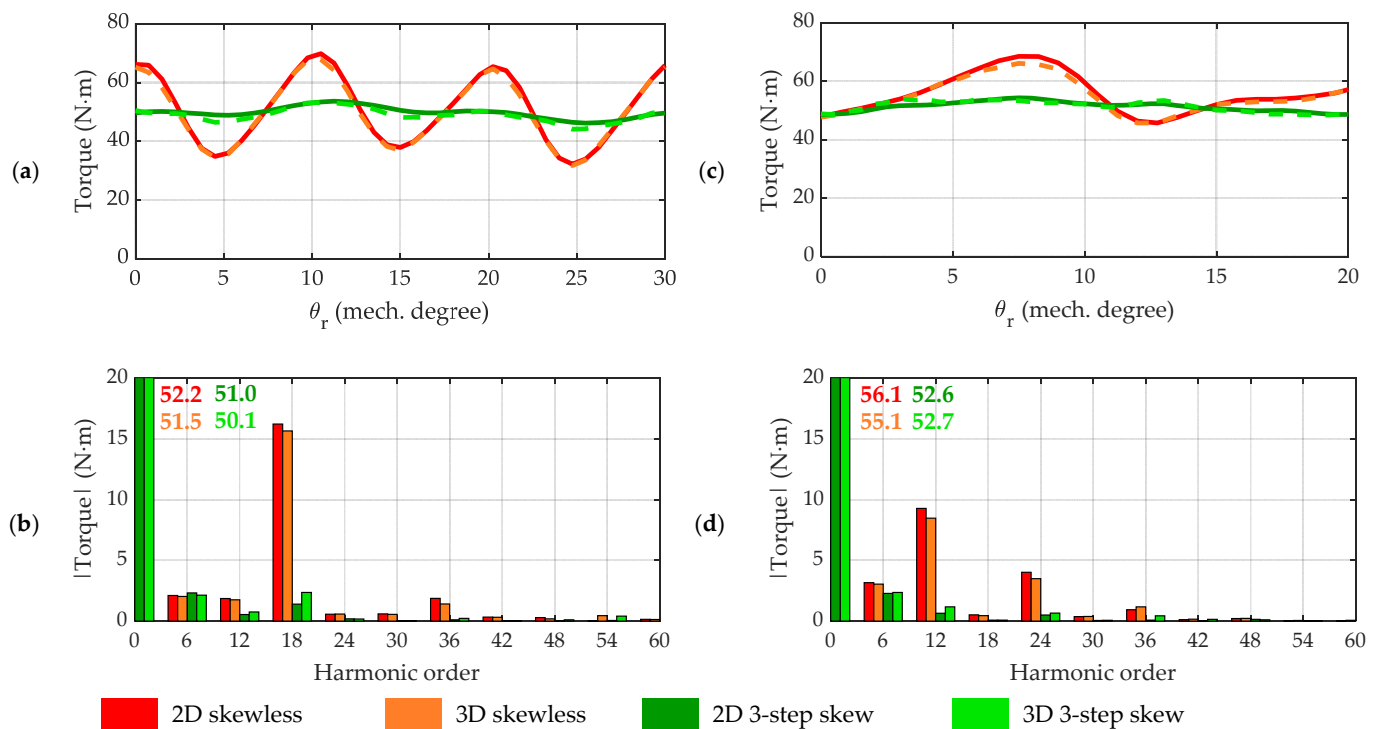 (a)
Torque (N·m)
80
60
40
20
0
0 5 10 15 20 25 30
θr (mech. degree)
(c)
Torque (N·m)
80
60
40
20
0
0 5 10 15 20
θr (mech. degree)
(b)
|Torque| (N·m)
20
15
10
5
0
52.2 51.0
51.5 50.1
0 6 12 18 24 30 36 42 48 54 60
Harmonic order
(d)
|Torque| (N·m)
20
15
10
5
0
56.1 52.6
55.1 52.7
0 6 12 18 24 30 36 42 48 54 60
Harmonic order
2D skewless 3D skewless 2D 3-step skew 3D 3-step skew